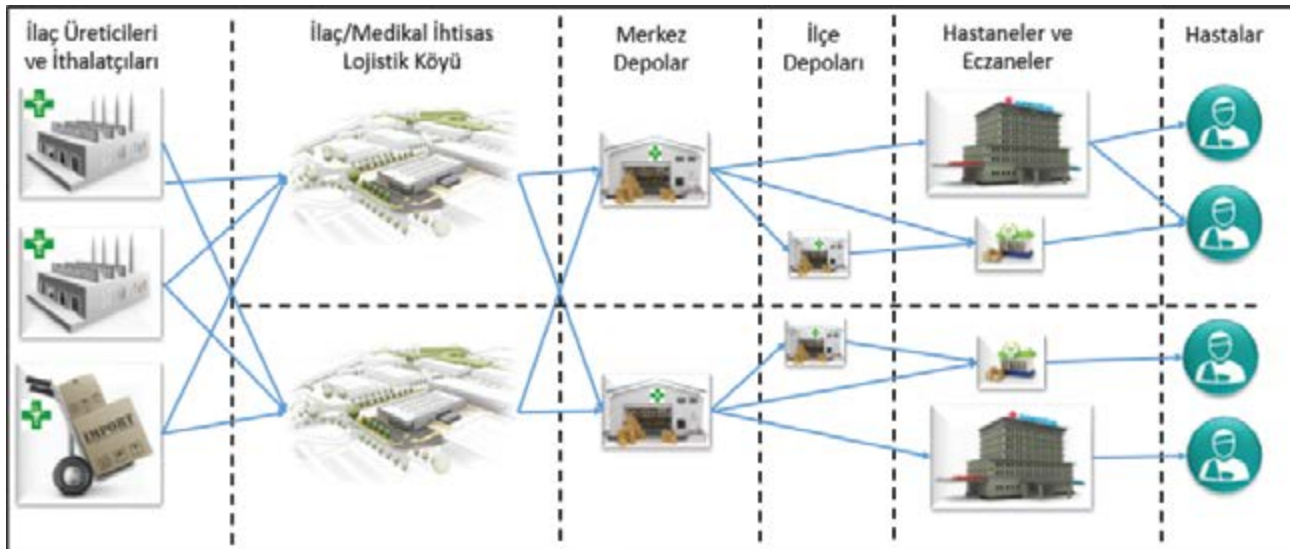 İlaç Üreticileri
ve İthalatçıları
İlaç/Medikal İhtisas
Lojistik Köyü
Merkez
Depolar
İlçe
Depoları
Hastaneler ve
Eczaneler
Hastalar
IMPORT